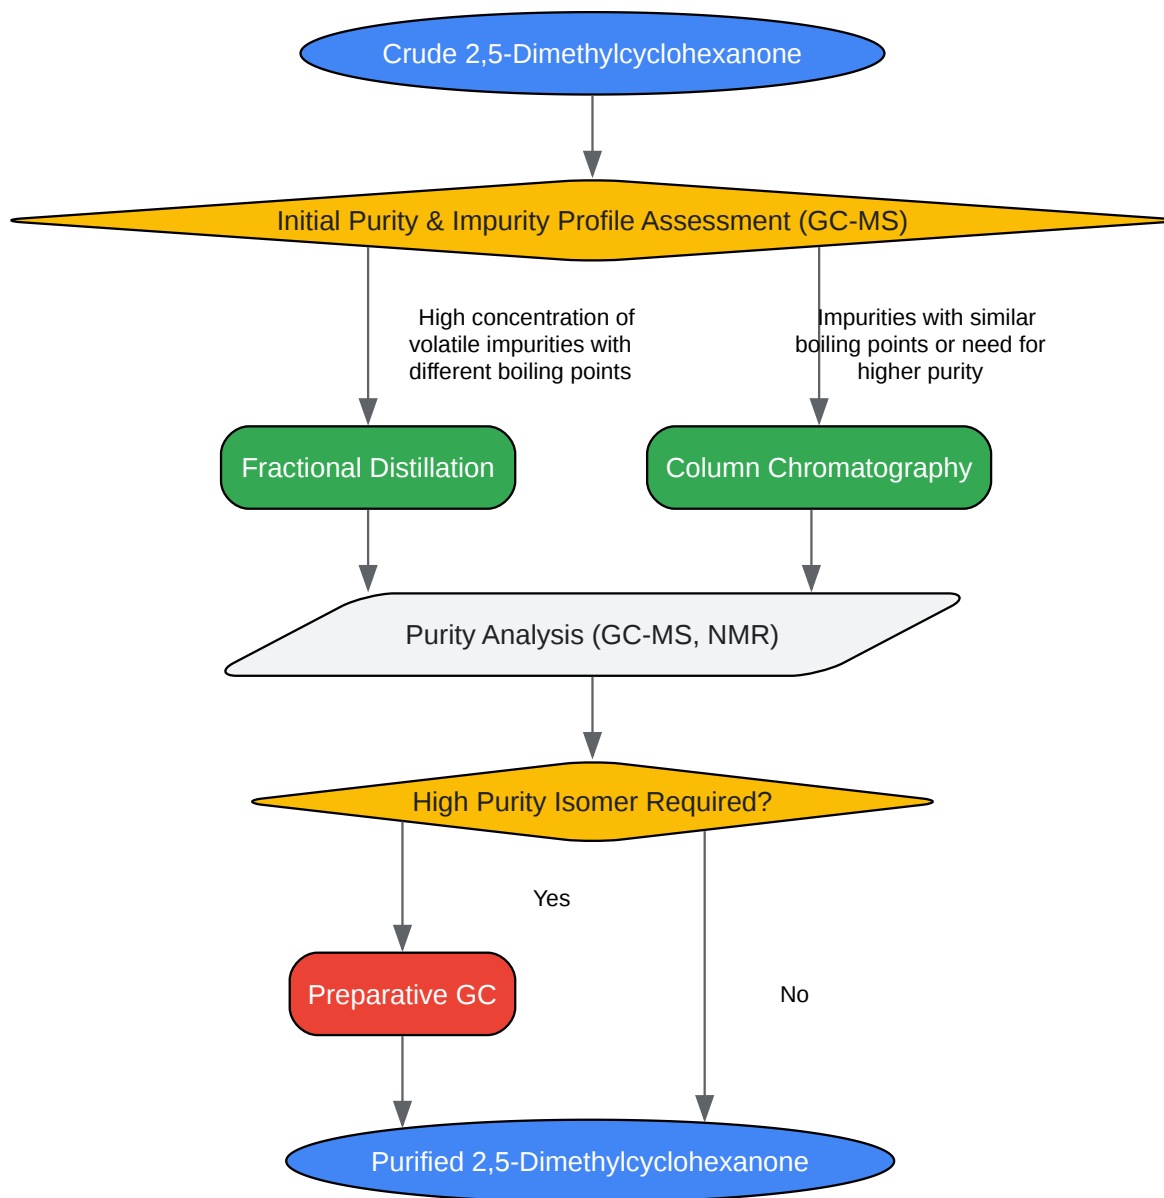 Crude 2,5-Dimethylcyclohexanone
Initial Purity & Impurity Profile Assessment (GC-MS)
High concentration of
volatile impurities with
different boiling points
Impurities with similar
boiling points or need for
higher purity
Fractional Distillation
Column Chromatography
Purity Analysis (GC-MS, NMR)
High Purity Isomer Required?
Yes
Preparative GC
No
Purified 2,5-Dimethylcyclohexanone